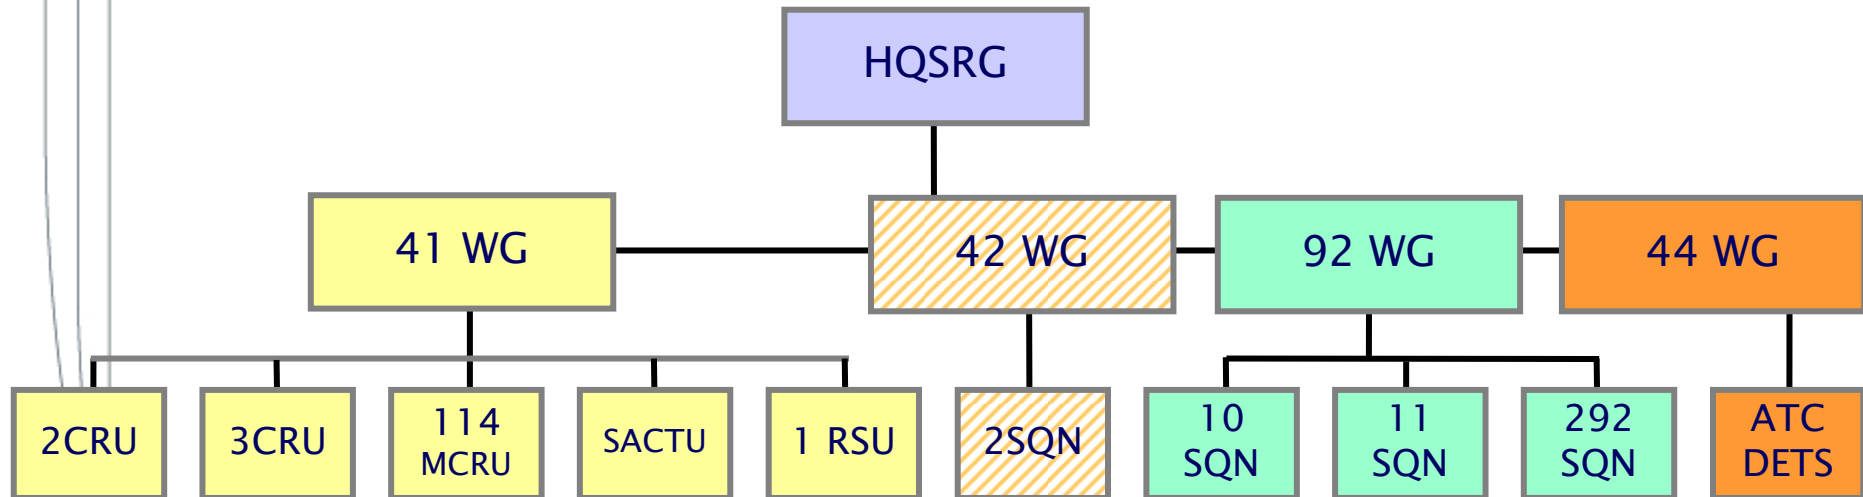 HQSRG
41 WG
42 WG
92 WG
44 WG
2CRU
3CRU
114
MCRU
SACTU
1 RSU
2SQN
10
SQN
11
SQN
292
SQN
ATC
DETS